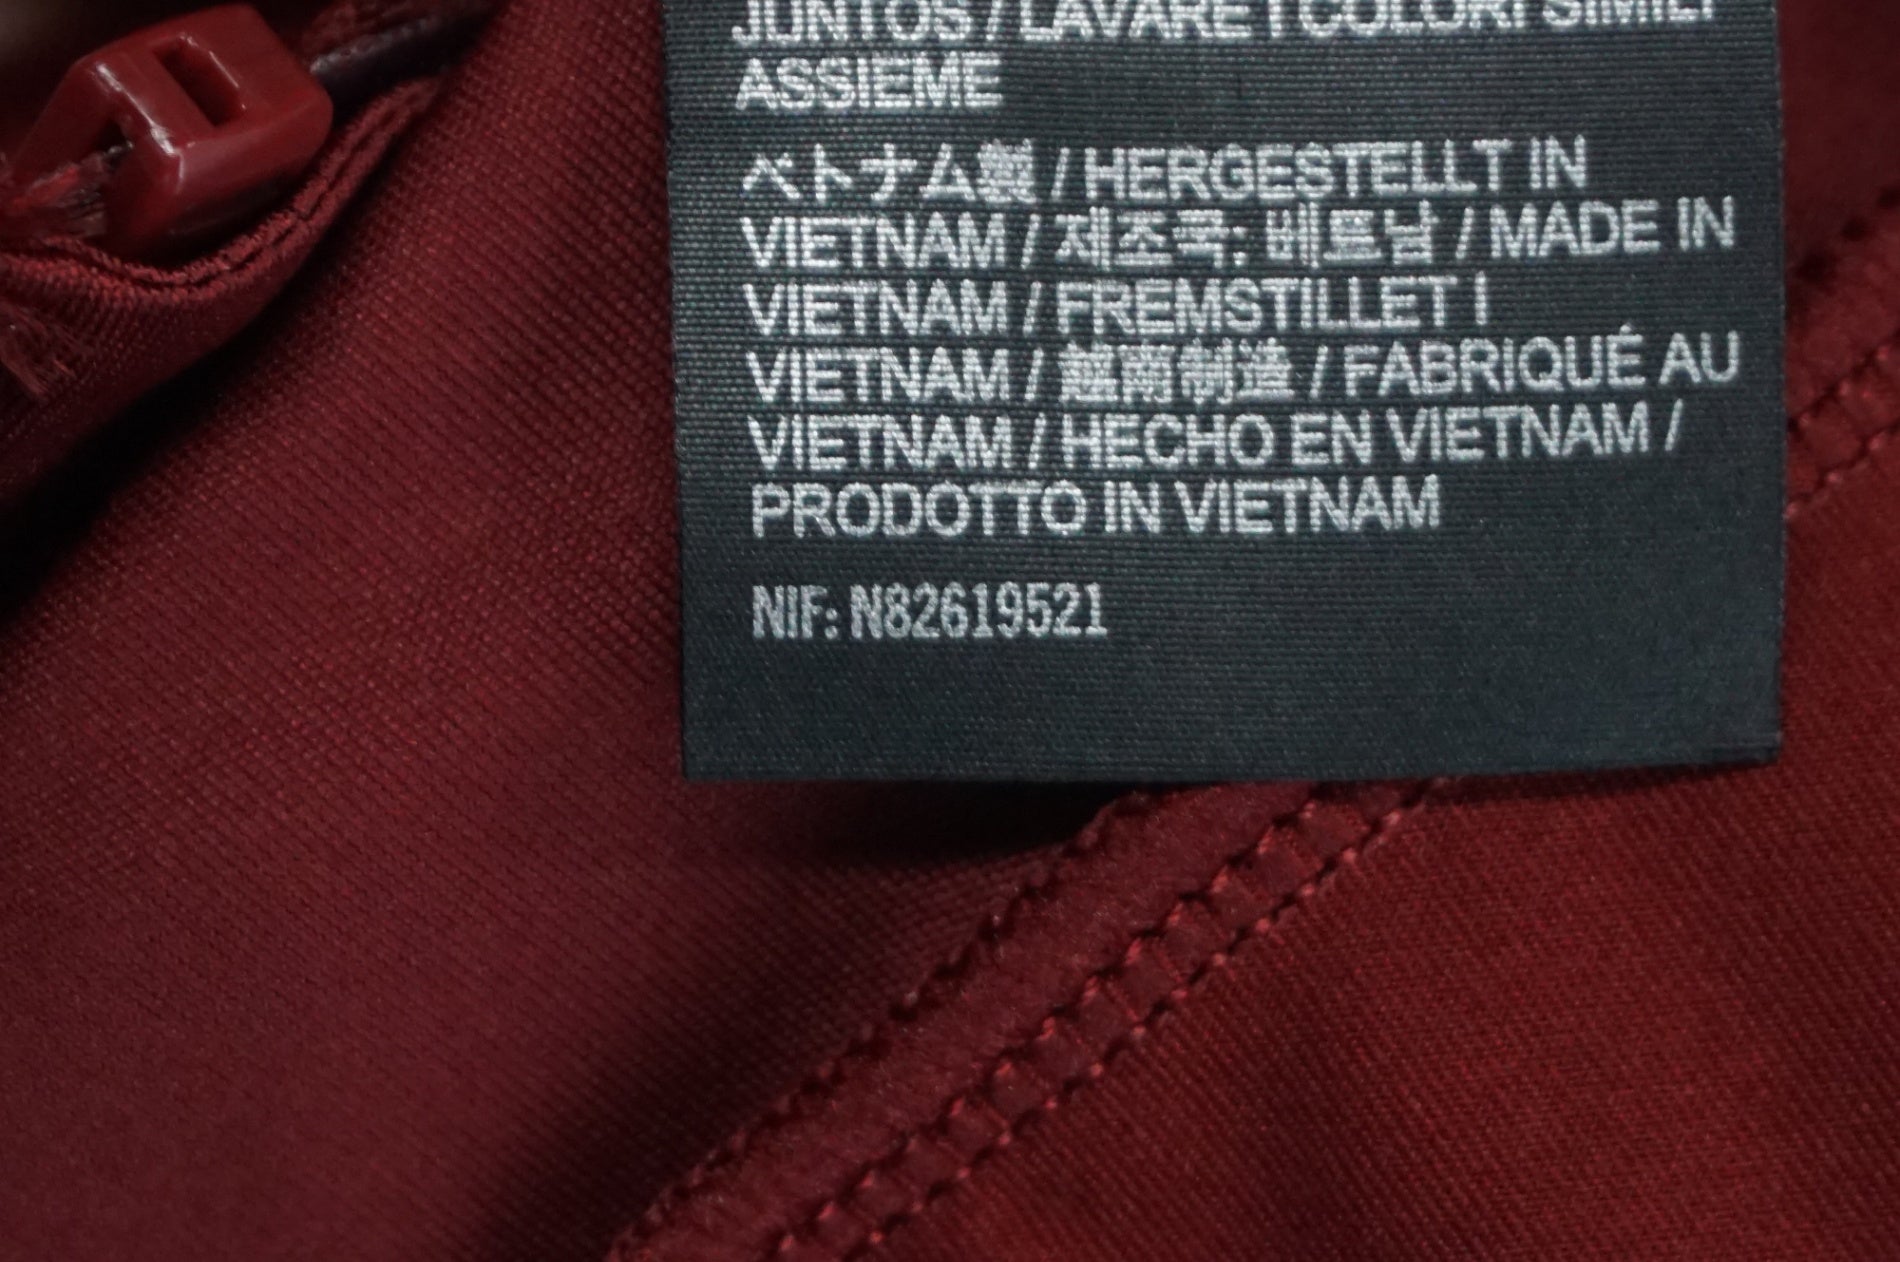 JUNTOS / LAVARE I COLORI SIMILI
ASSIEME
ベトナム製 / HERGESTELLT IN
VIETNAM / 제조국: 베트남 / MADE IN
VIETNAM / FREMSTILLET I
VIETNAM / 越南制造 / FABRIQUÉ AU
VIETNAM / HECHO EN VIETNAM /
PRODOTTO IN VIETNAM
NIF: N82619521